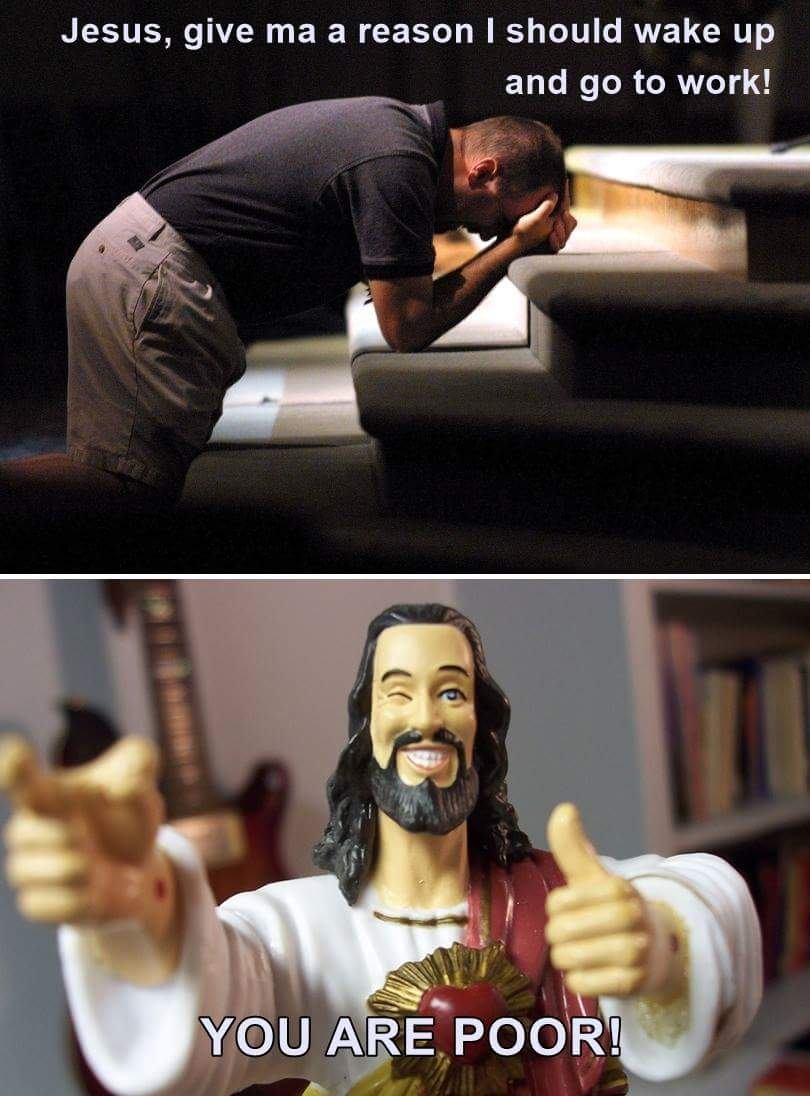 Jesus, give ma a reason I should wake up
and go to work!
YOU ARE POOR!